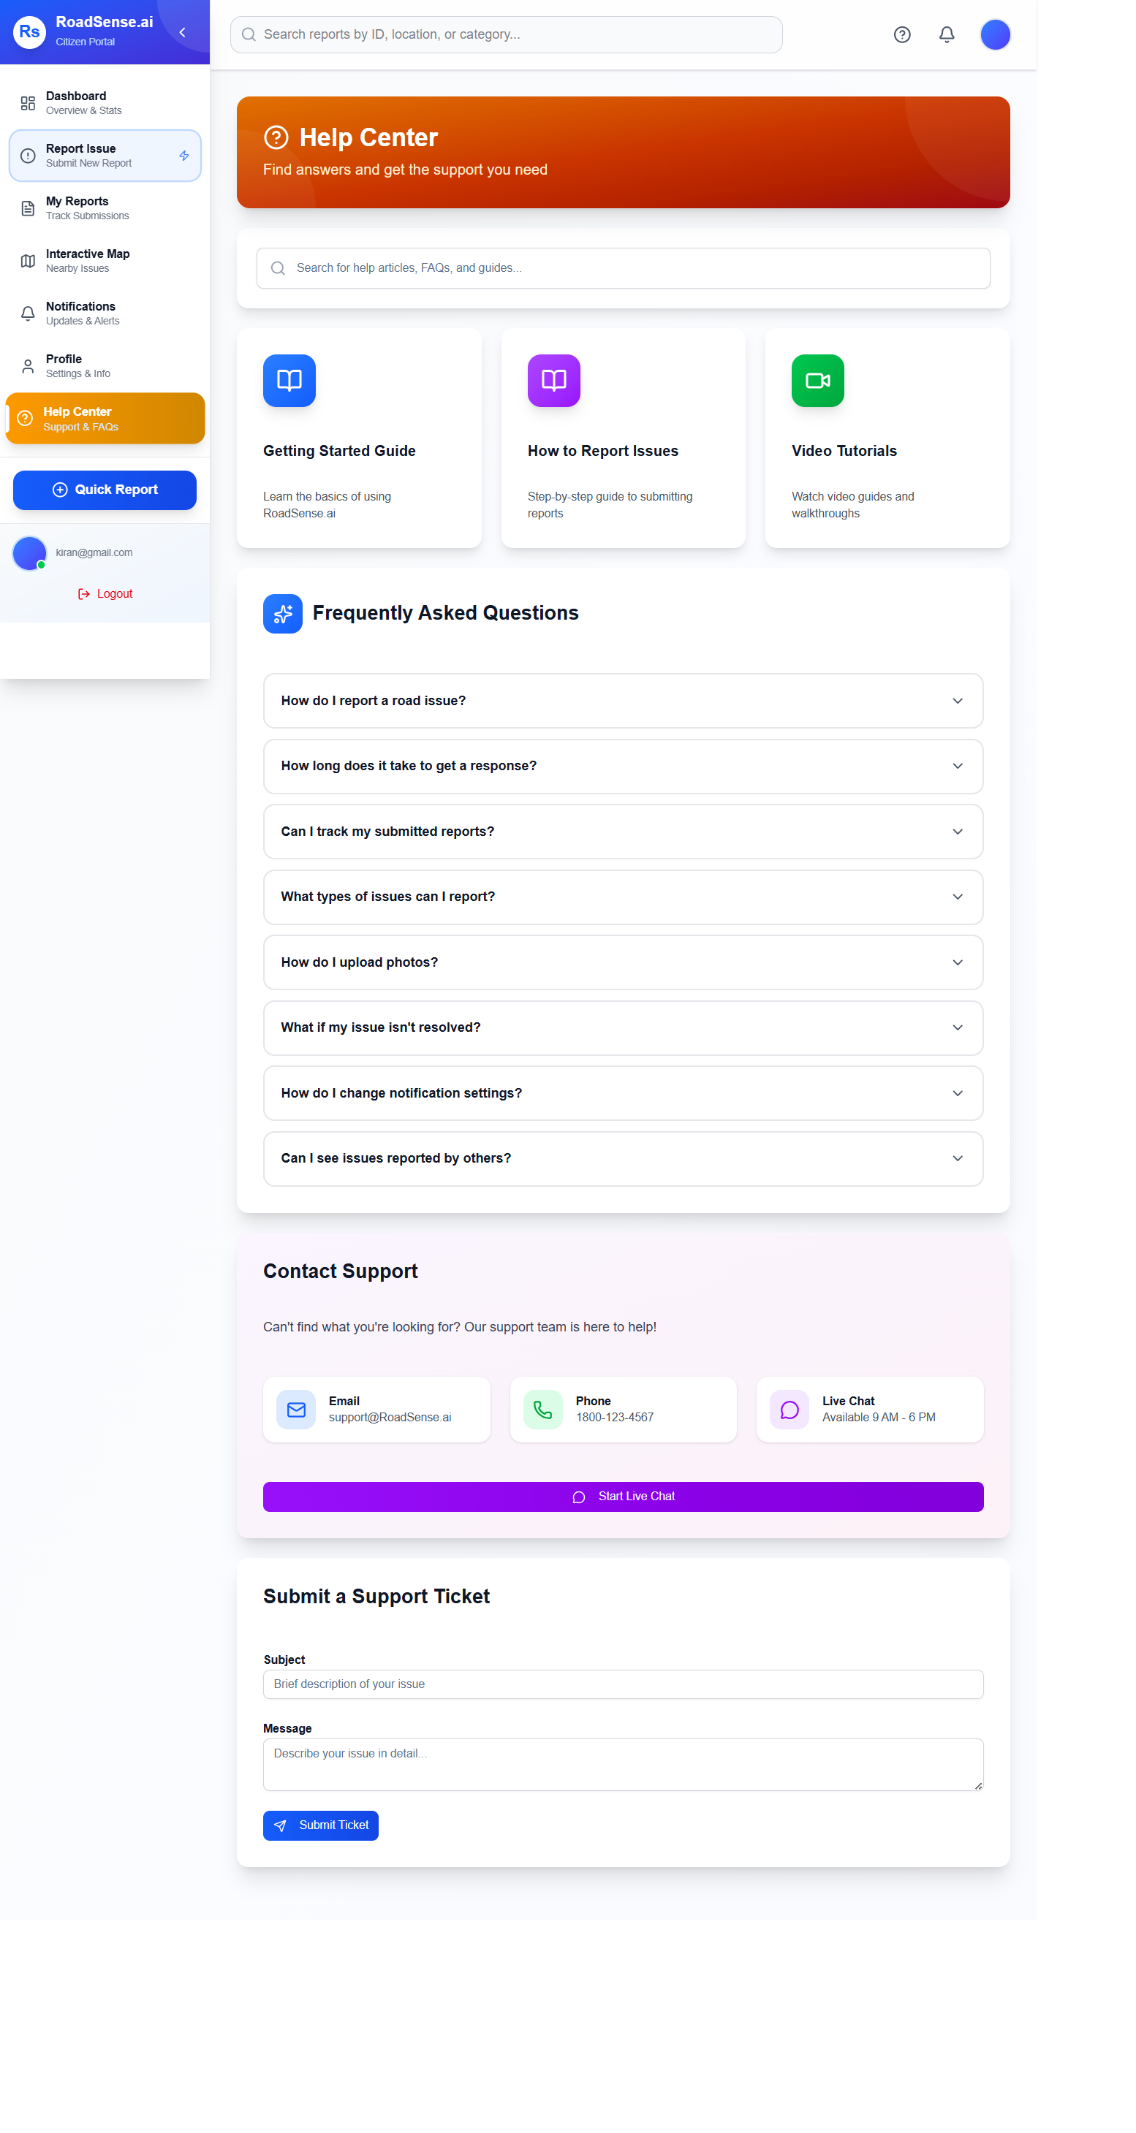 Rs
RoadSense.ai
Citizen Portal
Dashboard
Overview & Stats
Report Issue
Submit New Report
My Reports
Track Submissions
Interactive Map
Nearby Issues
Notifications
Updates & Alerts
Profile
Settings & Info
Help Center
Support & FAQs
Quick Report
kiran@gmail.com
Logout
Search reports by ID, location, or category...
Help Center
Find answers and get the support you need
Search for help articles, FAQs, and guides...
Getting Started Guide
Learn the basics of using
RoadSense.ai
How to Report Issues
Step-by-step guide to submitting
reports
Video Tutorials
Watch video guides and
walkthroughs
Frequently Asked Questions
How do I report a road issue?
How long does it take to get a response?
Can I track my submitted reports?
What types of issues can I report?
How do I upload photos?
What if my issue isn't resolved?
How do I change notification settings?
Can I see issues reported by others?
Contact Support
Can't find what you're looking for? Our support team is here to help!
Email
support@RoadSense.ai
Phone
1800-123-4567
Live Chat
Available 9 AM - 6 PM
Start Live Chat
Submit a Support Ticket
Subject
Brief description of your issue
Message
Describe your issue in detail...
Submit Ticket